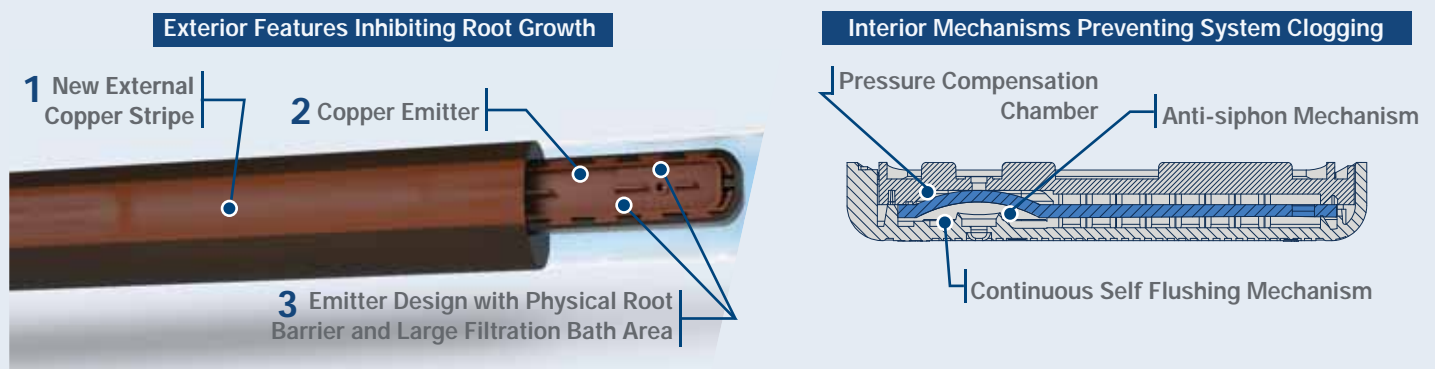 Exterior Features Inhibiting Root Growth
1 New External
Copper Stripe
2 Copper Emitter
3 Emitter Design with Physical Root
Barrier and Large Filtration Bath Area
Interior Mechanisms Preventing System Clogging
Pressure Compensation
Chamber
Anti-siphon Mechanism
Continuous Self Flushing Mechanism